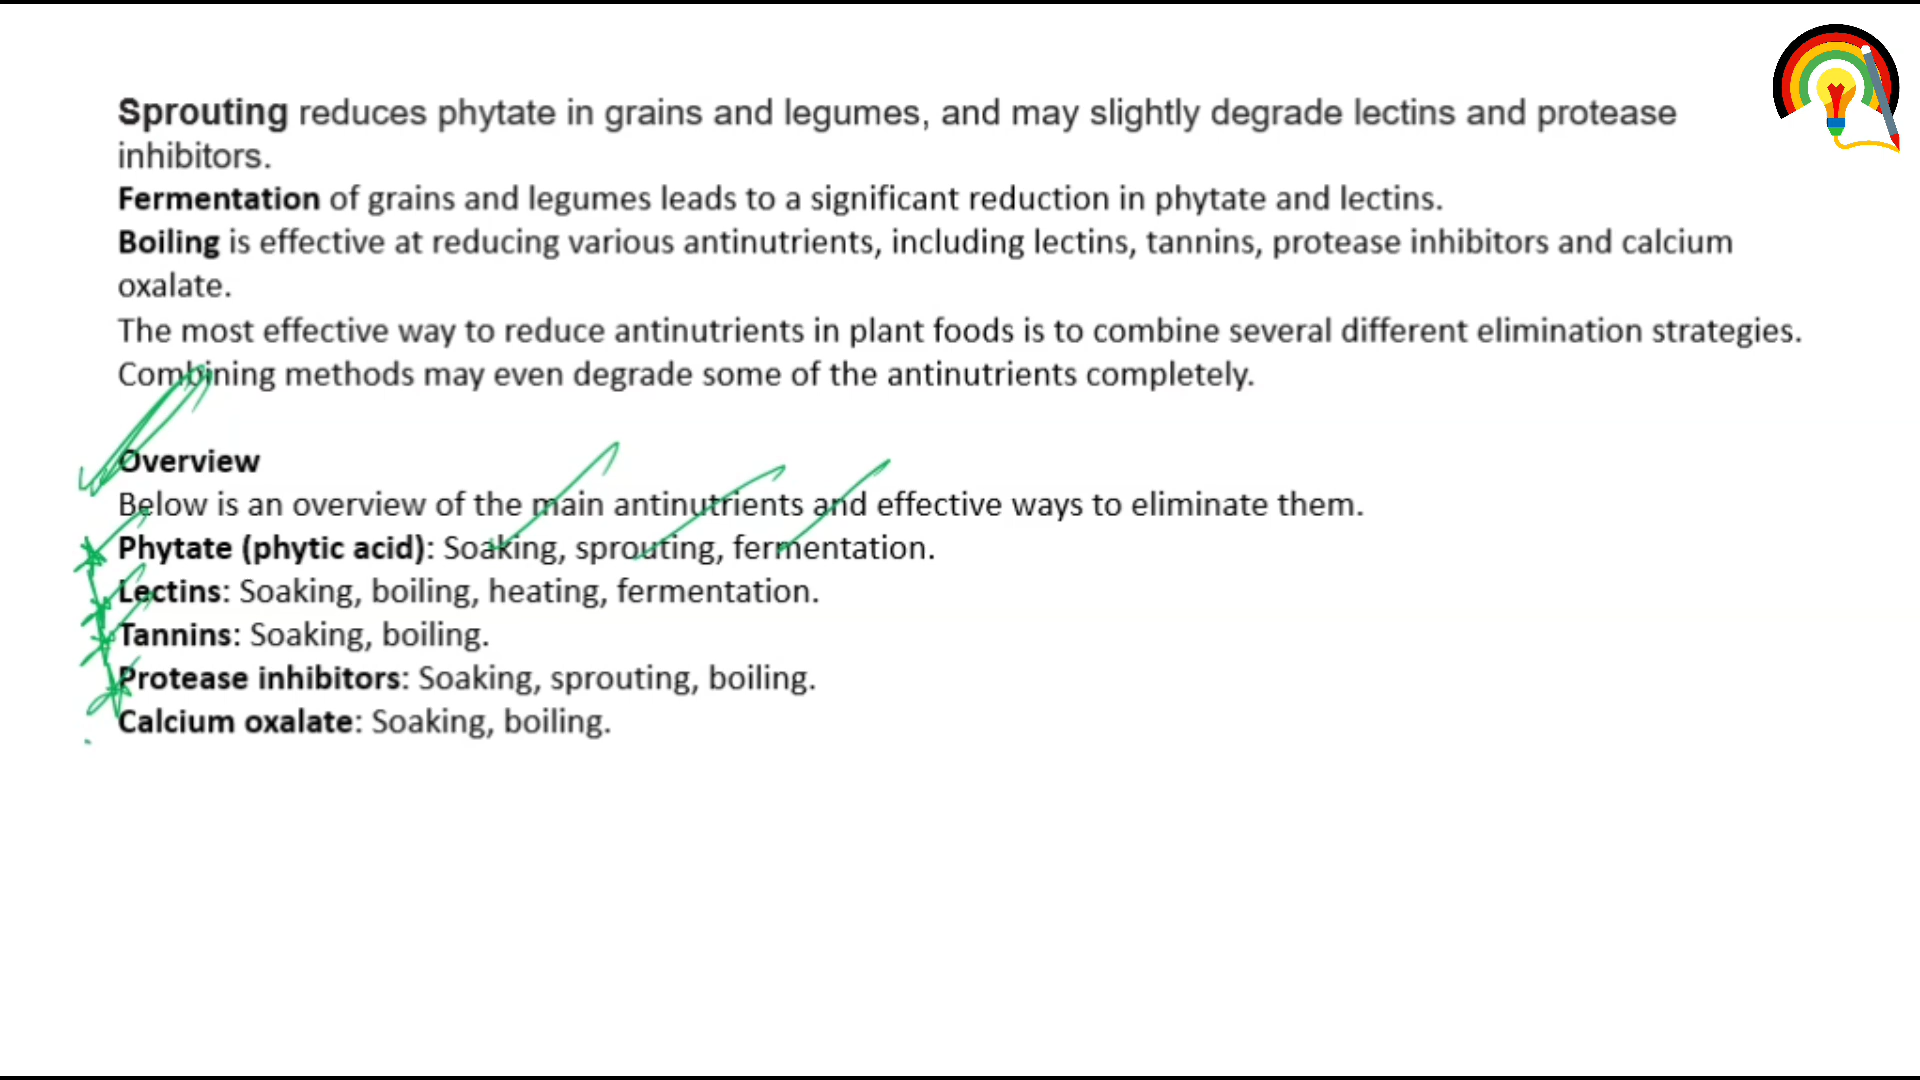 Sprouting reduces phytate in grains and legumes, and may slightly degrade lectins and protease
inhibitors.
Fermentation of grains and legumes leads to a significant reduction in phytate and lectins.
Boiling is effective at reducing various antinutrients, including lectins, tannins, protease inhibitors and calcium
oxalate.
The most effective way to reduce antinutrients in plant foods is to combine several different elimination strategies.
Combining methods may even degrade some of the antinutrients completely.
Overview
Below is an overview of the main antinutrients and effective ways to eliminate them.
Phytate (phytic acid): Soaking, sprouting, fermentation.
Lectins: Soaking, boiling, heating, fermentation.
Tannins: Soaking, boiling.
Protease inhibitors: Soaking, sprouting, boiling.
Calcium oxalate: Soaking, boiling.